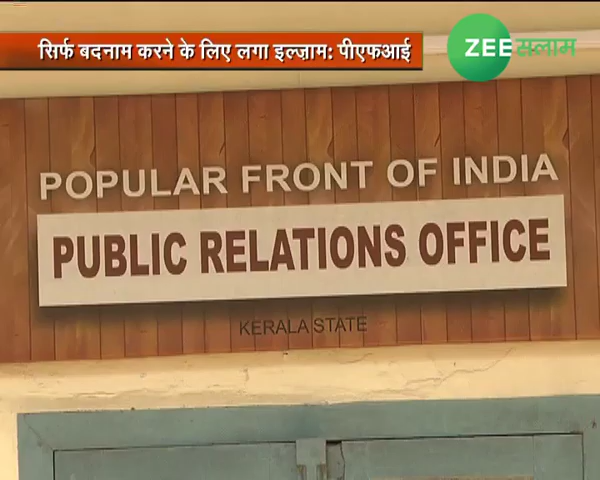 सिर्फ बदनाम करने के लिए लगा इल्ज़ाम: पीएफआई
ZEE सलाम
POPULAR FRONT OF INDIA
PUBLIC RELATIONS OFFICE
KERALA STATE